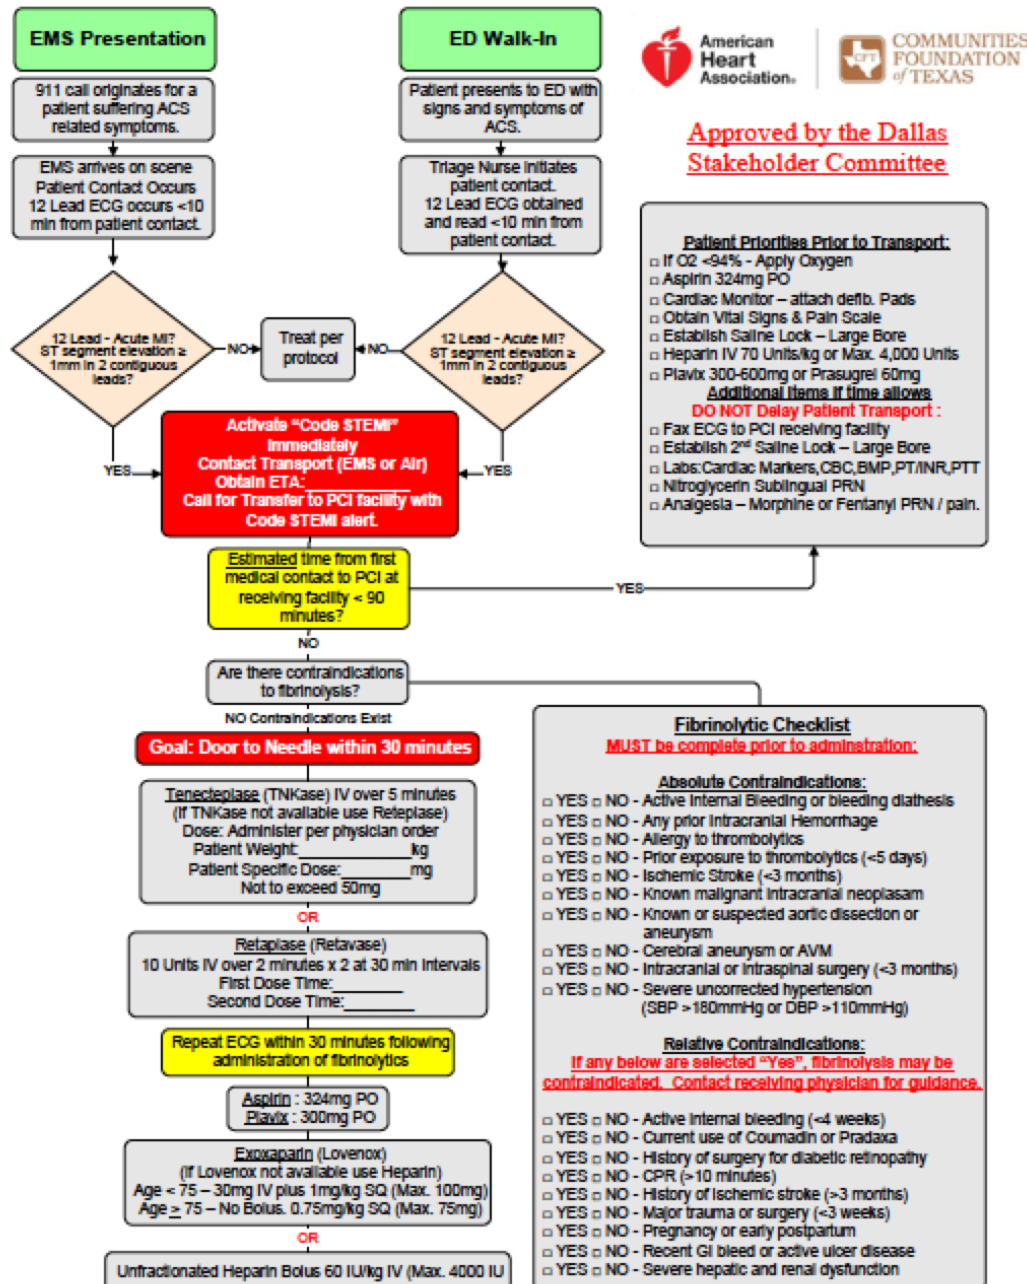 EMS Presentation
911 call originates for a
patient suffering ACS
related symptoms.
EMS arrives on scene
Patient Contact Occurs
12 Lead ECG occurs <10
min from patient contact.
12 Lead - Acute MI?
ST segment elevation ≥
1mm in 2 contiguous
leads?
NO
Treat per
protocol
NO
ED Walk-In
Patient presents to ED with
signs and symptoms of
ACS.
Triage Nurse Initiates
patient contact.
12 Lead ECG obtained
and read <10 min from
patient contact.
12 Lead - Acute MI?
ST segment elevation ≥
1mm in 2 contiguous
leads?
American
Heart
Association®
CFT
COMMUNITIES
FOUNDATION
of TEXAS
Approved by the Dallas
Stakeholder Committee
YES
YES
Activate “Code STEMI”
Immediately
Contact Transport (EMS or Air)
Obtain ETA:___________
Call for Transfer to PCI facility with
Code STEMI alert.
Estimated time from first
medical contact to PCI at
receiving facility < 90
minutes?
YES
Patient Priorities Prior to Transport:
□ If O2 <94% - Apply Oxygen
□ Aspirin 324mg PO
□ Cardiac Monitor – attach defib. Pads
□ Obtain Vital Signs & Pain Scale
□ Establish Saline Lock – Large Bore
□ Heparin IV 70 Units/kg or Max. 4,000 Units
□ Plavix 300-600mg or Prasugrel 60mg
Additional Items if time allows
DO NOT Delay Patient Transport :
□ Fax ECG to PCI receiving facility
□ Establish 2nd Saline Lock – Large Bore
□ Labs:Cardiac Markers,CBC,BMP,PT/INR,PTT
□ Nitroglycerin Sublingual PRN
□ Analgesia – Morphine or Fentanyl PRN / pain.
NO
Are there contraindications
to fibrinolysis?
NO Contraindications Exist
Goal: Door to Needle within 30 minutes
Tenecteplase (TNKase) IV over 5 minutes
(If TNKase not available use Reteplase)
Dose: Administer per physician order
Patient Weight:____________kg
Patient Specific Dose:_______mg
Not to exceed 50mg
OR
Retaplase (Retavase)
10 Units IV over 2 minutes x 2 at 30 min Intervals
First Dose Time:_______
Second Dose Time:_______
Repeat ECG within 30 minutes following
administration of fibrinolytics
Aspirin : 324mg PO
Plavix : 300mg PO
Exoxaparin (Lovenox)
(If Lovenox not available use Heparin)
Age < 75 – 30mg IV plus 1mg/kg SQ (Max. 100mg)
Age ≥ 75 – No Bolus. 0.75mg/kg SQ (Max. 75mg)
OR
Unfractionated Heparin Bolus 60 IU/kg IV (Max. 4000 IU
Fibrinolytic Checklist
MUST be complete prior to adminstration:
Absolute Contraindications:
□ YES □ NO - Active Internal Bleeding or bleeding diathesis
□ YES □ NO - Any prior Intracranial Hemorrhage
□ YES □ NO - Allergy to thrombolytics
□ YES □ NO - Prior exposure to thrombolytics (<5 days)
□ YES □ NO - Ischemic Stroke (<3 months)
□ YES □ NO - Known malignant intracranial neoplasam
□ YES □ NO - Known or suspected aortic dissection or
aneurysm
□ YES □ NO - Cerebral aneurysm or AVM
□ YES □ NO - Intracranial or Intraspinal surgery (<3 months)
□ YES □ NO - Severe uncorrected hypertension
(SBP >180mmHg or DBP >110mmHg)
Relative Contraindications:
If any below are selected “Yes”, fibrinolysis may be
contraindicated. Contact receiving physician for guidance.
□ YES □ NO - Active internal bleeding (<4 weeks)
□ YES □ NO - Current use of Coumadin or Pradaxa
□ YES □ NO - History of surgery for diabetic retinopathy
□ YES □ NO - CPR (>10 minutes)
□ YES □ NO - History of Ischemic stroke (>3 months)
□ YES □ NO - Major trauma or surgery (<3 weeks)
□ YES □ NO - Pregnancy or early postpartum
□ YES □ NO - Recent GI bleed or active ulcer disease
□ YES □ NO - Severe hepatic and renal dysfunction